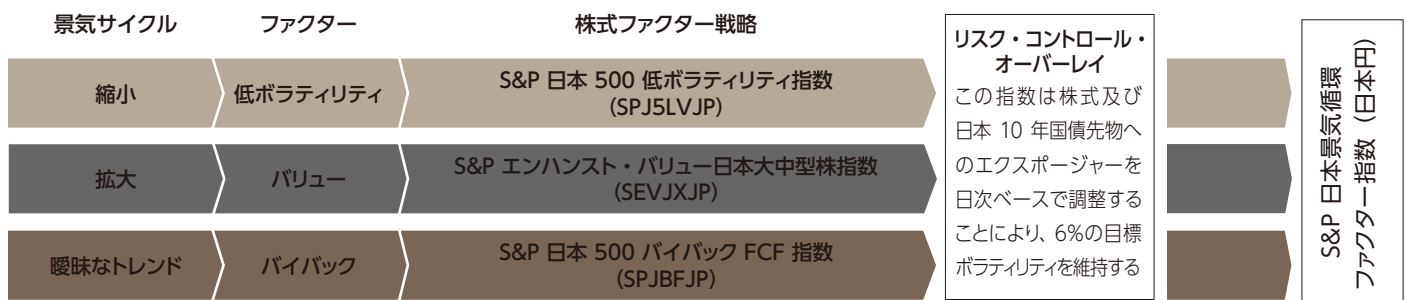 景気サイクル
ファクター
株式ファクター戦略
縮小
低ボラティリティ
S&P 日本 500 低ボラティリティ指数
(SPJ5LVJP)
拡大
バリュー
S&P エンハンスト・バリュー日本大中型株指数
(SEVJXJP)
曖昧なトレンド
バイバック
S&P 日本 500 バイバック FCF 指数
(SPJBFJP)
リスク・コントロール・
オーバーレイ
この指数は株式及び
日本 10 年国債先物へ
のエクスポージャーを
日次ベースで調整する
ことにより、6%の目標
ボラティリティを維持する
S&P 日本景気循環
ファクター指数（日本円）